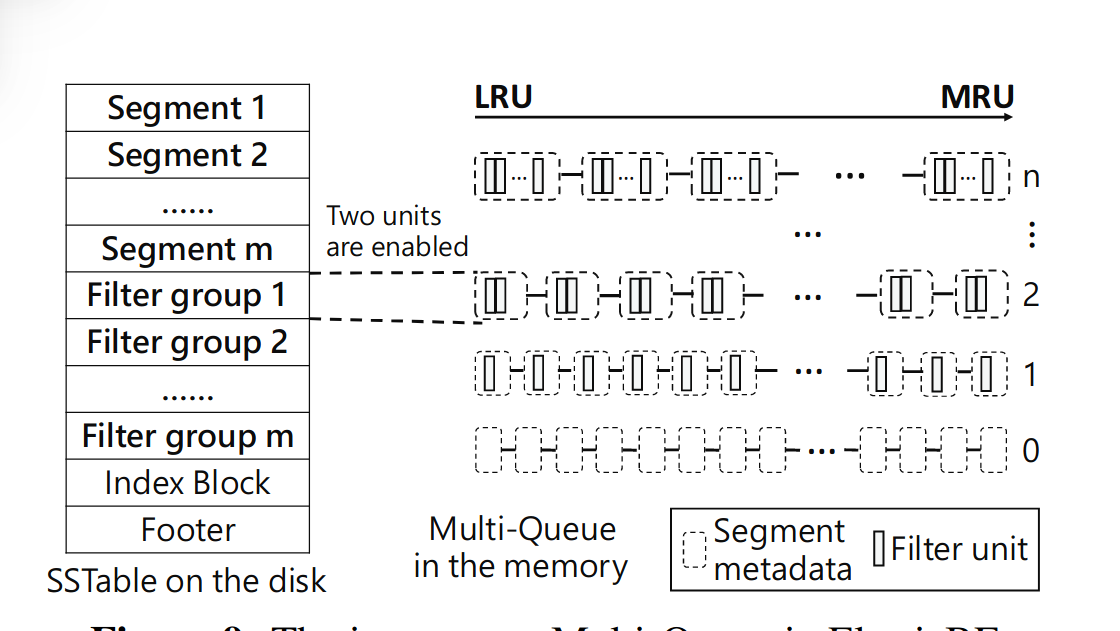 Segment 1
Segment 2
......
Segment m
Filter group 1
Filter group 2
......
Filter group m
Index Block
Footer
SSTable on the disk
Two units
are enabled
LRU
MRU
...
...
...
...
...
n
...
...
⋮
...
2
...
1
...
0
Multi-Queue
in the memory
Segment
metadata
Filter unit